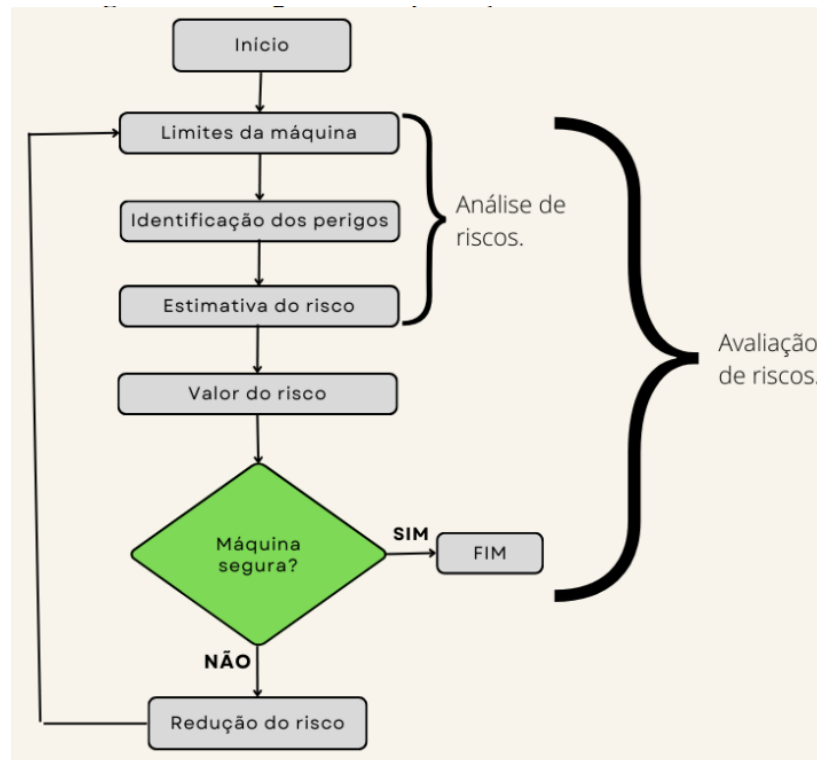 Início
Limites da máquina
Identificação dos perigos
Análise de
riscos.
Estimativa do risco
Avaliação
de riscos.
Valor do risco
Máquina
segura?
SIM
FIM
NÃO
Redução do risco